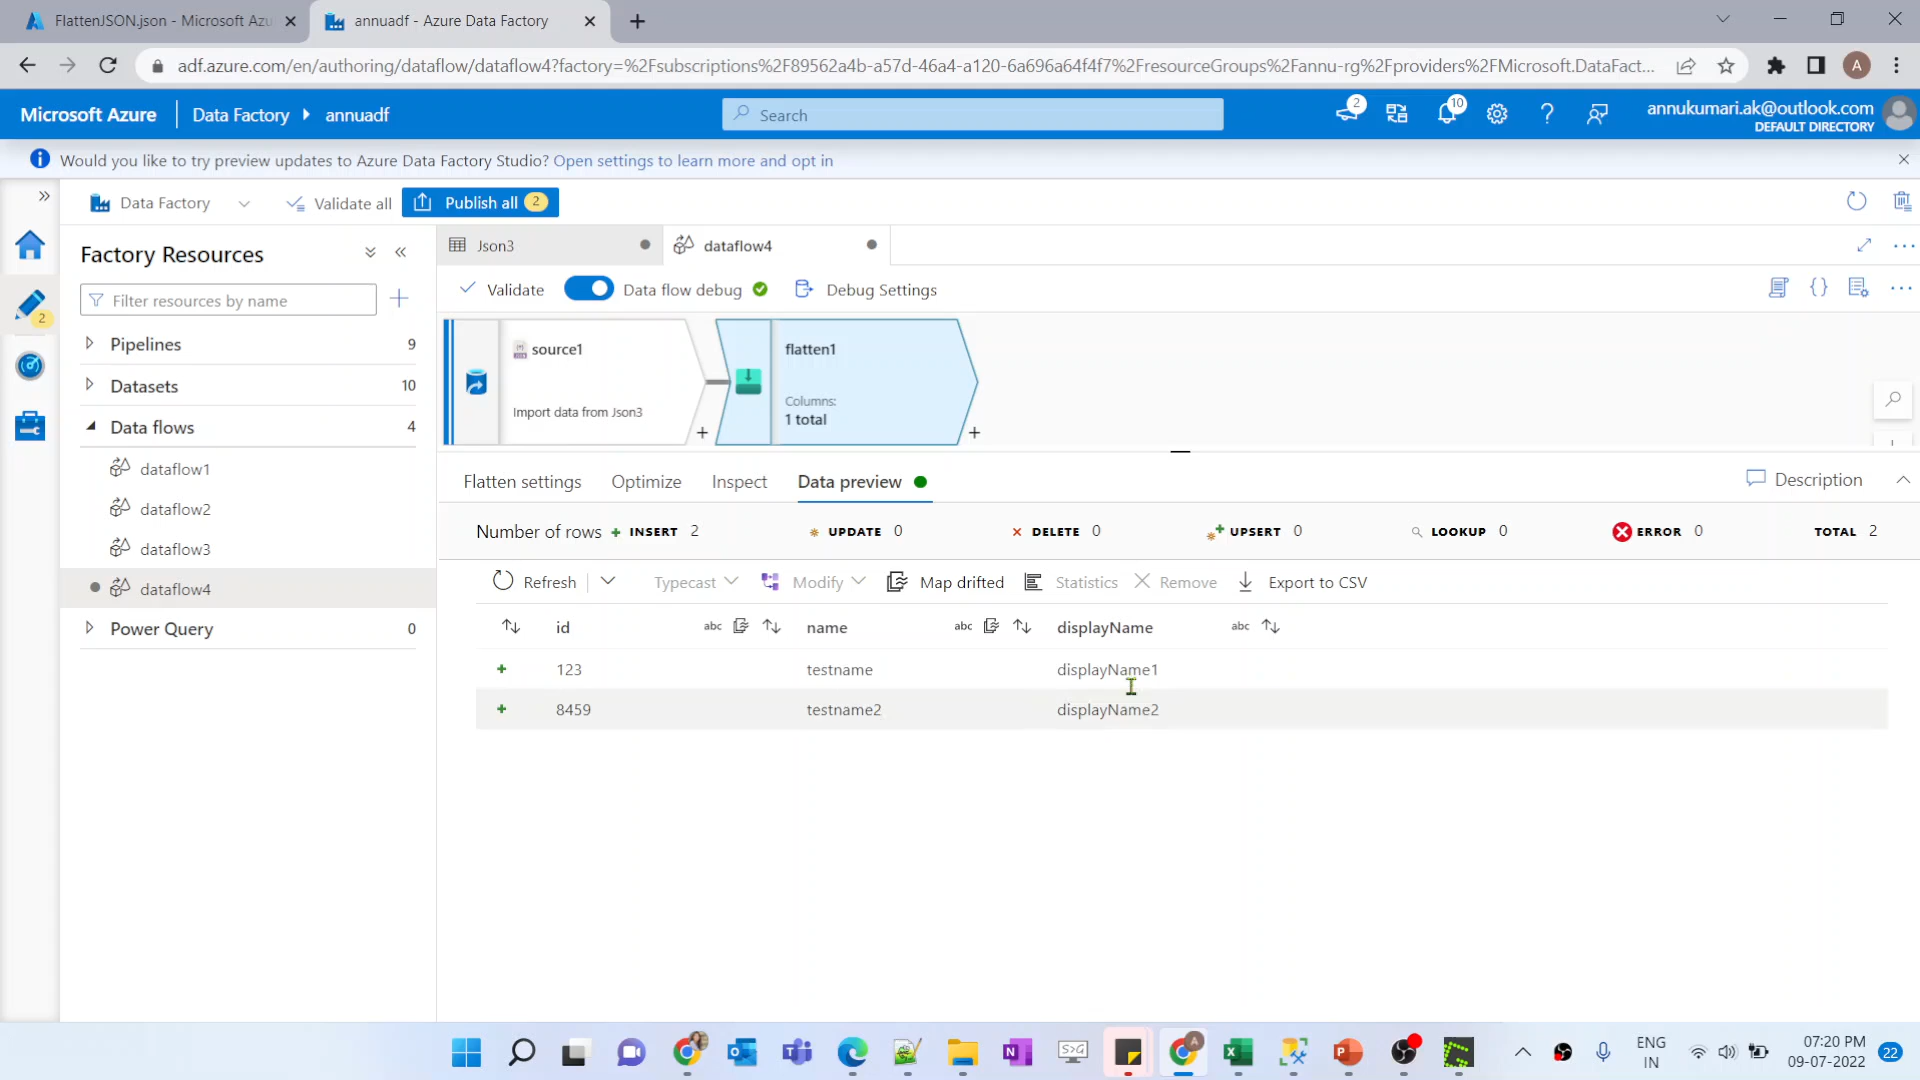 FlattenJSON.json - Microsoft Azu
annuadf - Azure Data Factory
adf.azure.com/en/authoring/dataflow/dataflow4?factory=%2Fsubscriptions%2F89562a4b-a57d-46a4-a120-6a696a64f4f7%2FresourceGroups%2Fannu-rg%2Fproviders%2FMicrosoft.DataFact...
A
Microsoft Azure
Data Factory
annuadf
Search
2
10
annukumari.ak@outlook.com
DEFAULT DIRECTORY
Would you like to try preview updates to Azure Data Factory Studio? Open settings to learn more and opt in
Data Factory
Validate all
Publish all 2
Factory Resources
Filter resources by name
2
Pipelines 9
Datasets 10
Data flows 4
dataflow1
dataflow2
dataflow3
dataflow4
Power Query 0
Json3
dataflow4
Validate
Data flow debug
Debug Settings
source1
Import data from Json3
flatten1
Columns:
1 total
Flatten settings
Optimize
Inspect
Data preview
Description
Number of rows + INSERT 2
UPDATE 0
DELETE 0
UPSERT 0
LOOKUP 0
ERROR 0
TOTAL 2
Refresh
Typecast
Modify
Map drifted
Statistics
Remove
Export to CSV
id abc
name abc
displayName abc
123 testname displayName1
8459 testname2 displayName2
ENG
IN
07:20 PM
09-07-2022
22